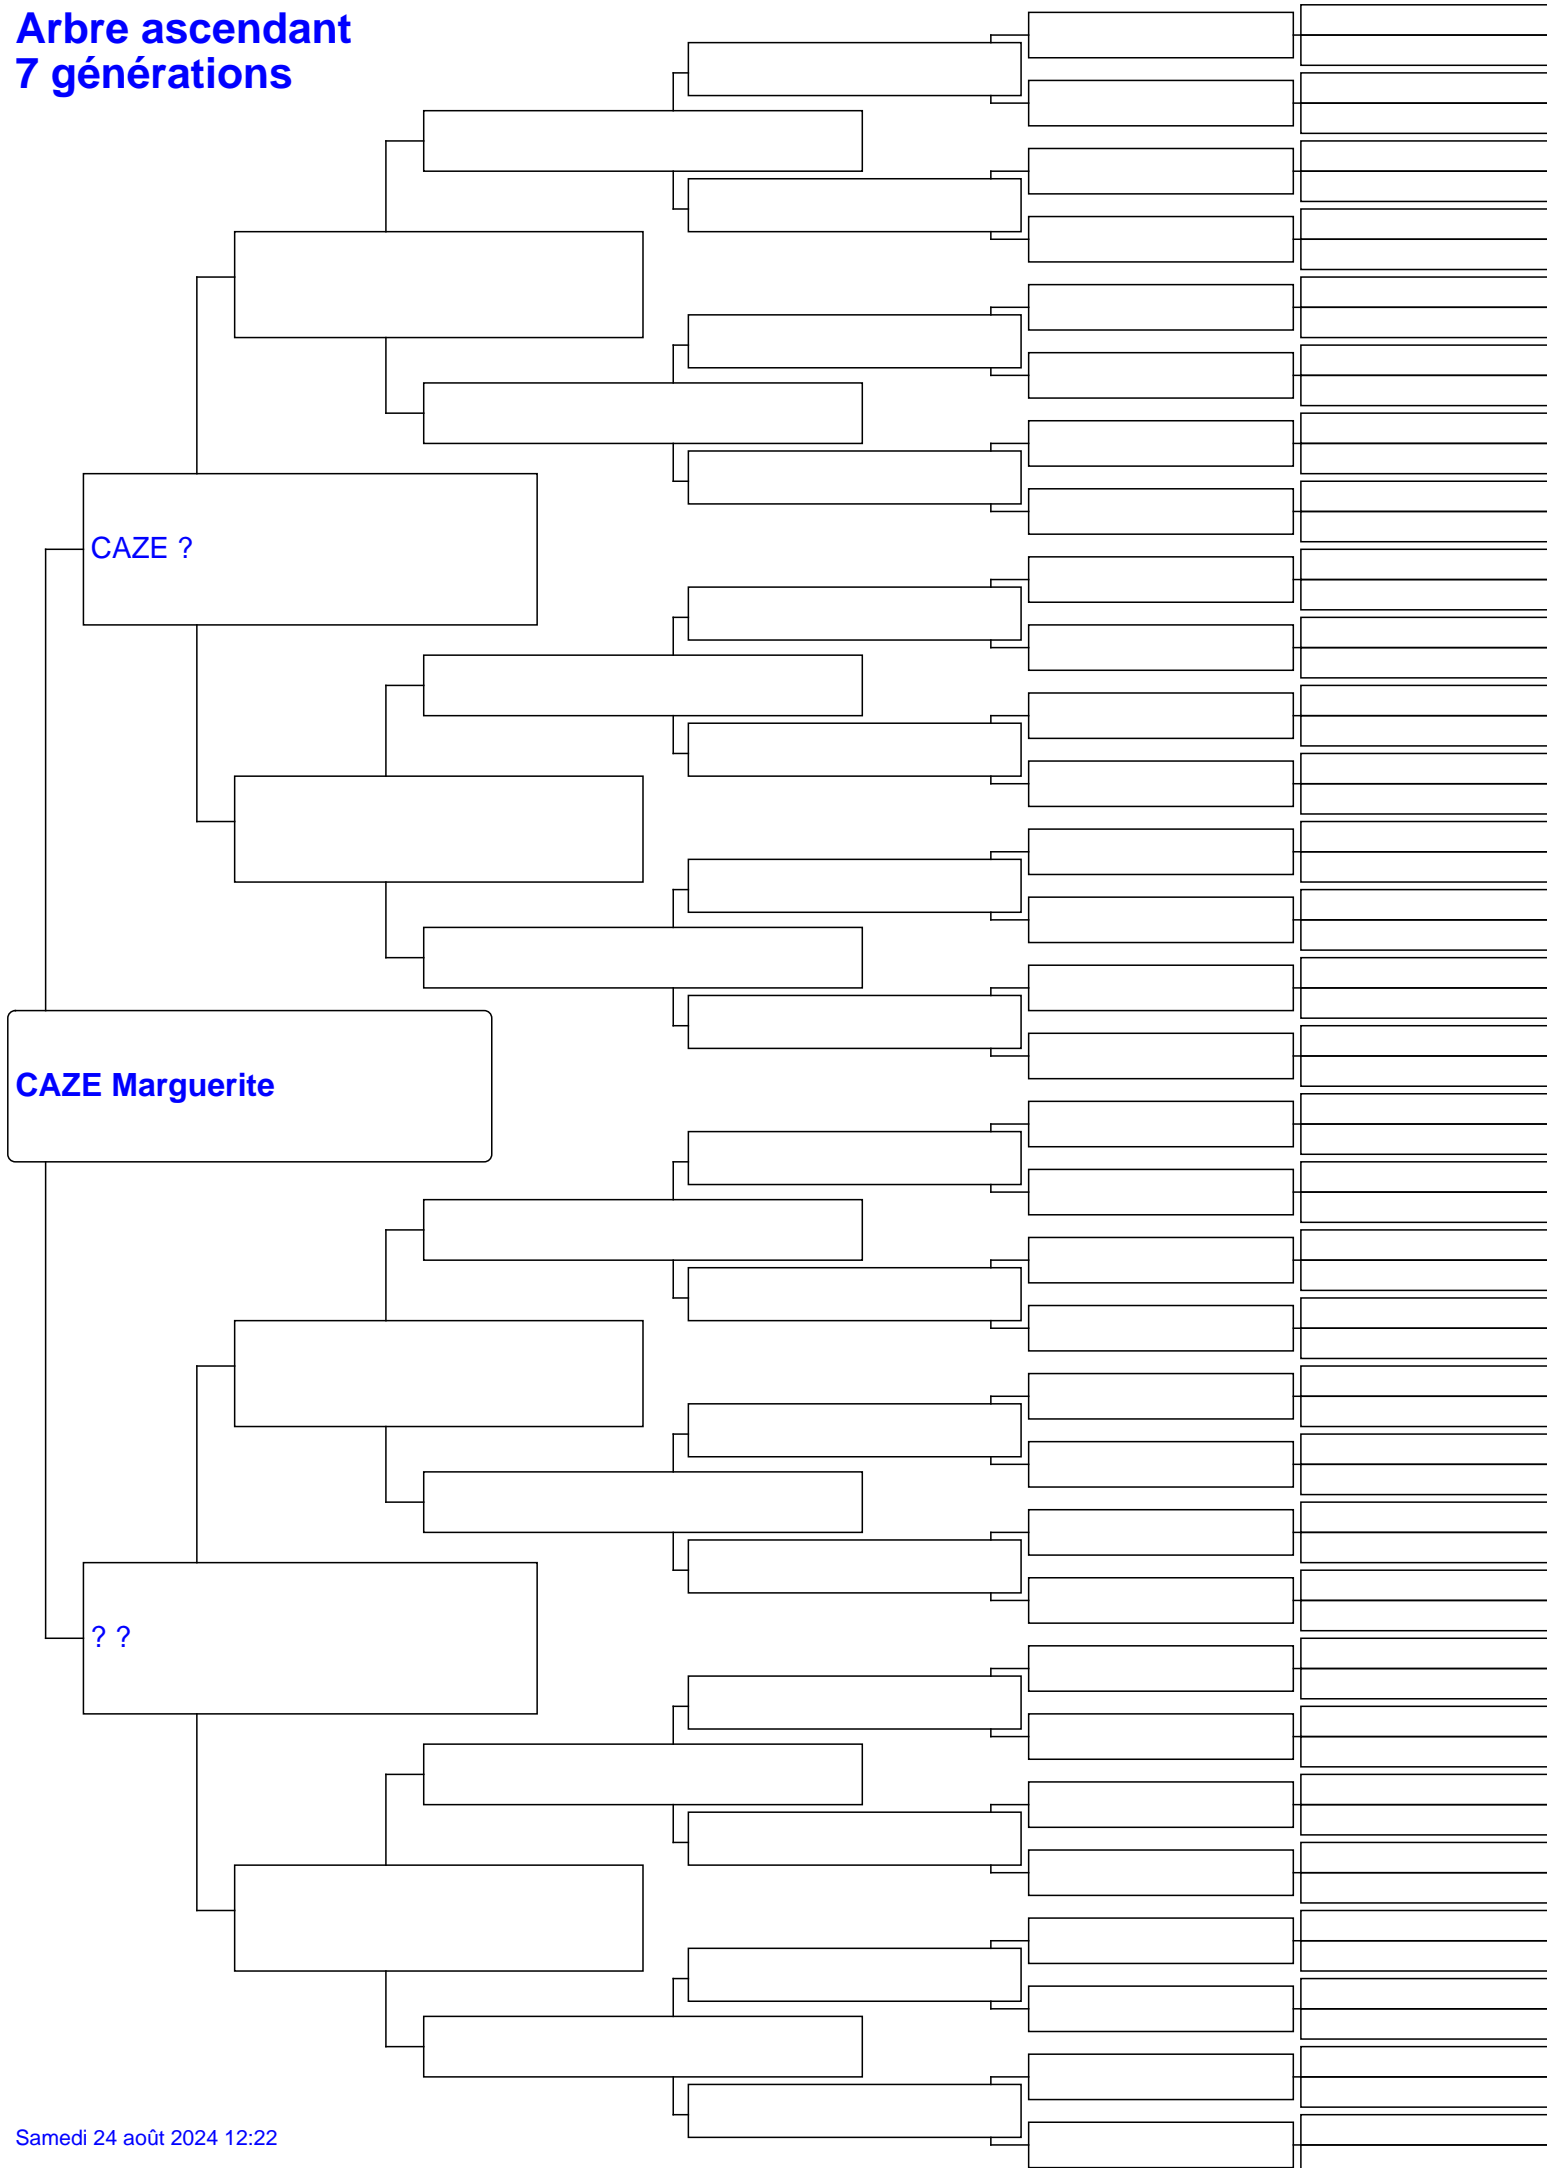 Arbre ascendant
7 générations
CAZE ?
CAZE Marguerite
? ?
Samedi 24 août 2024 12:22